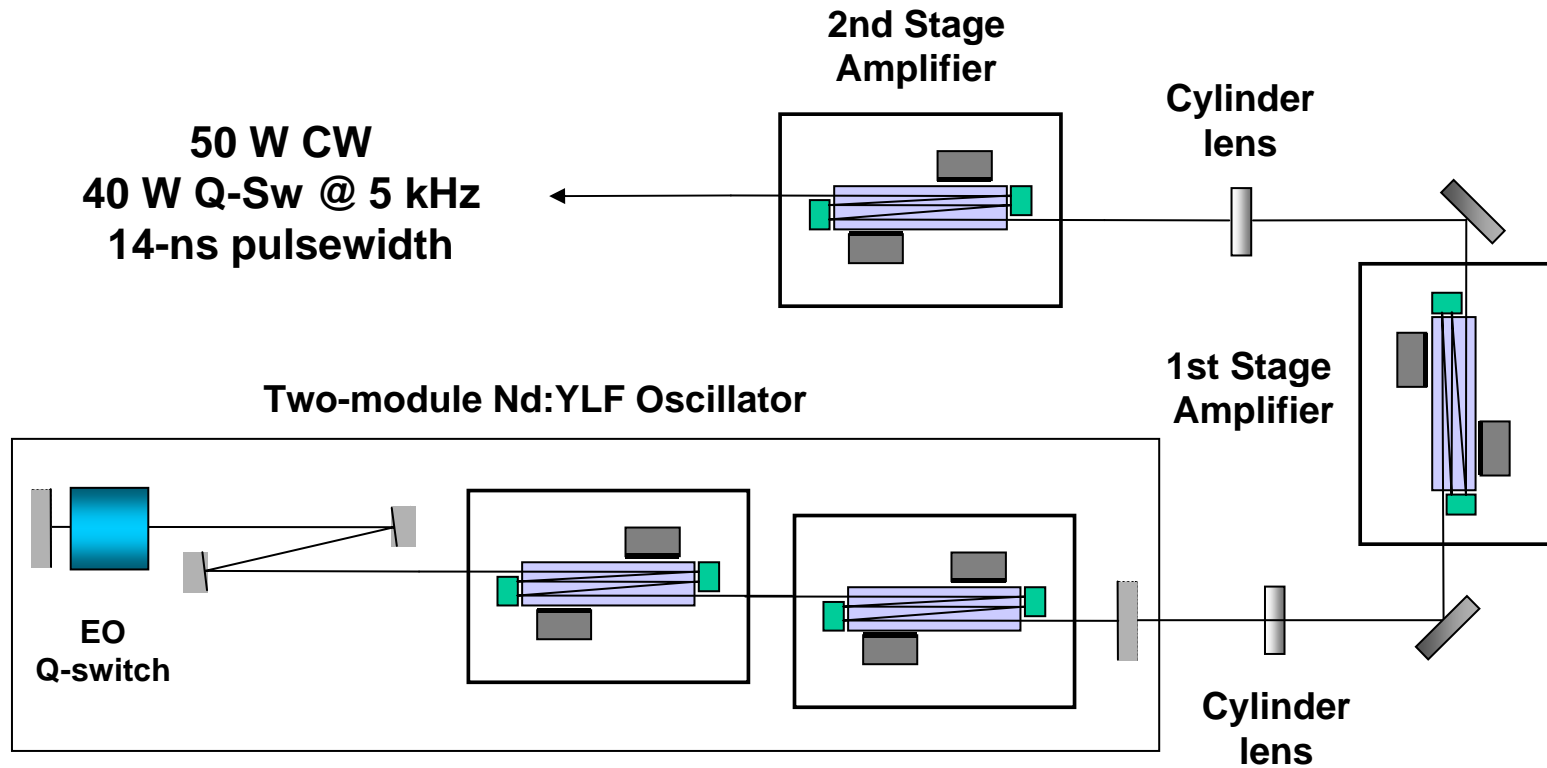 2nd Stage
Amplifier
Cylinder
lens
50 W CW
40 W Q-Sw @ 5 kHz
14-ns pulsewidth
1st Stage
Amplifier
Two-module Nd:YLF Oscillator
EO
Q-switch
Cylinder
lens